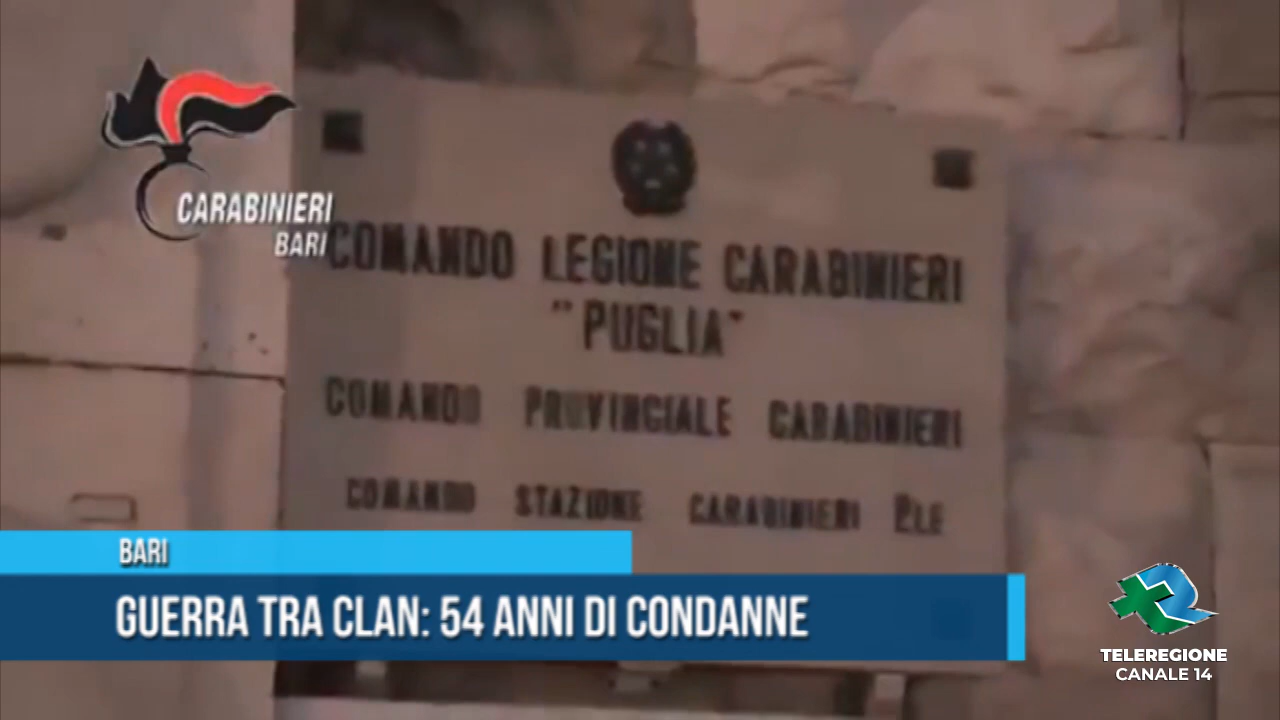 CARABINIERI
BARI
COMANDO LEGIONE CARABINIERI
"PUGLIA"
COMANDO PROVINCIALE CARABINIERI
COMANDO STAZIONE CARABINIERI P.LE
BARI
GUERRA TRA CLAN: 54 ANNI DI CONDANNE
TELEREGIONE
CANALE 14